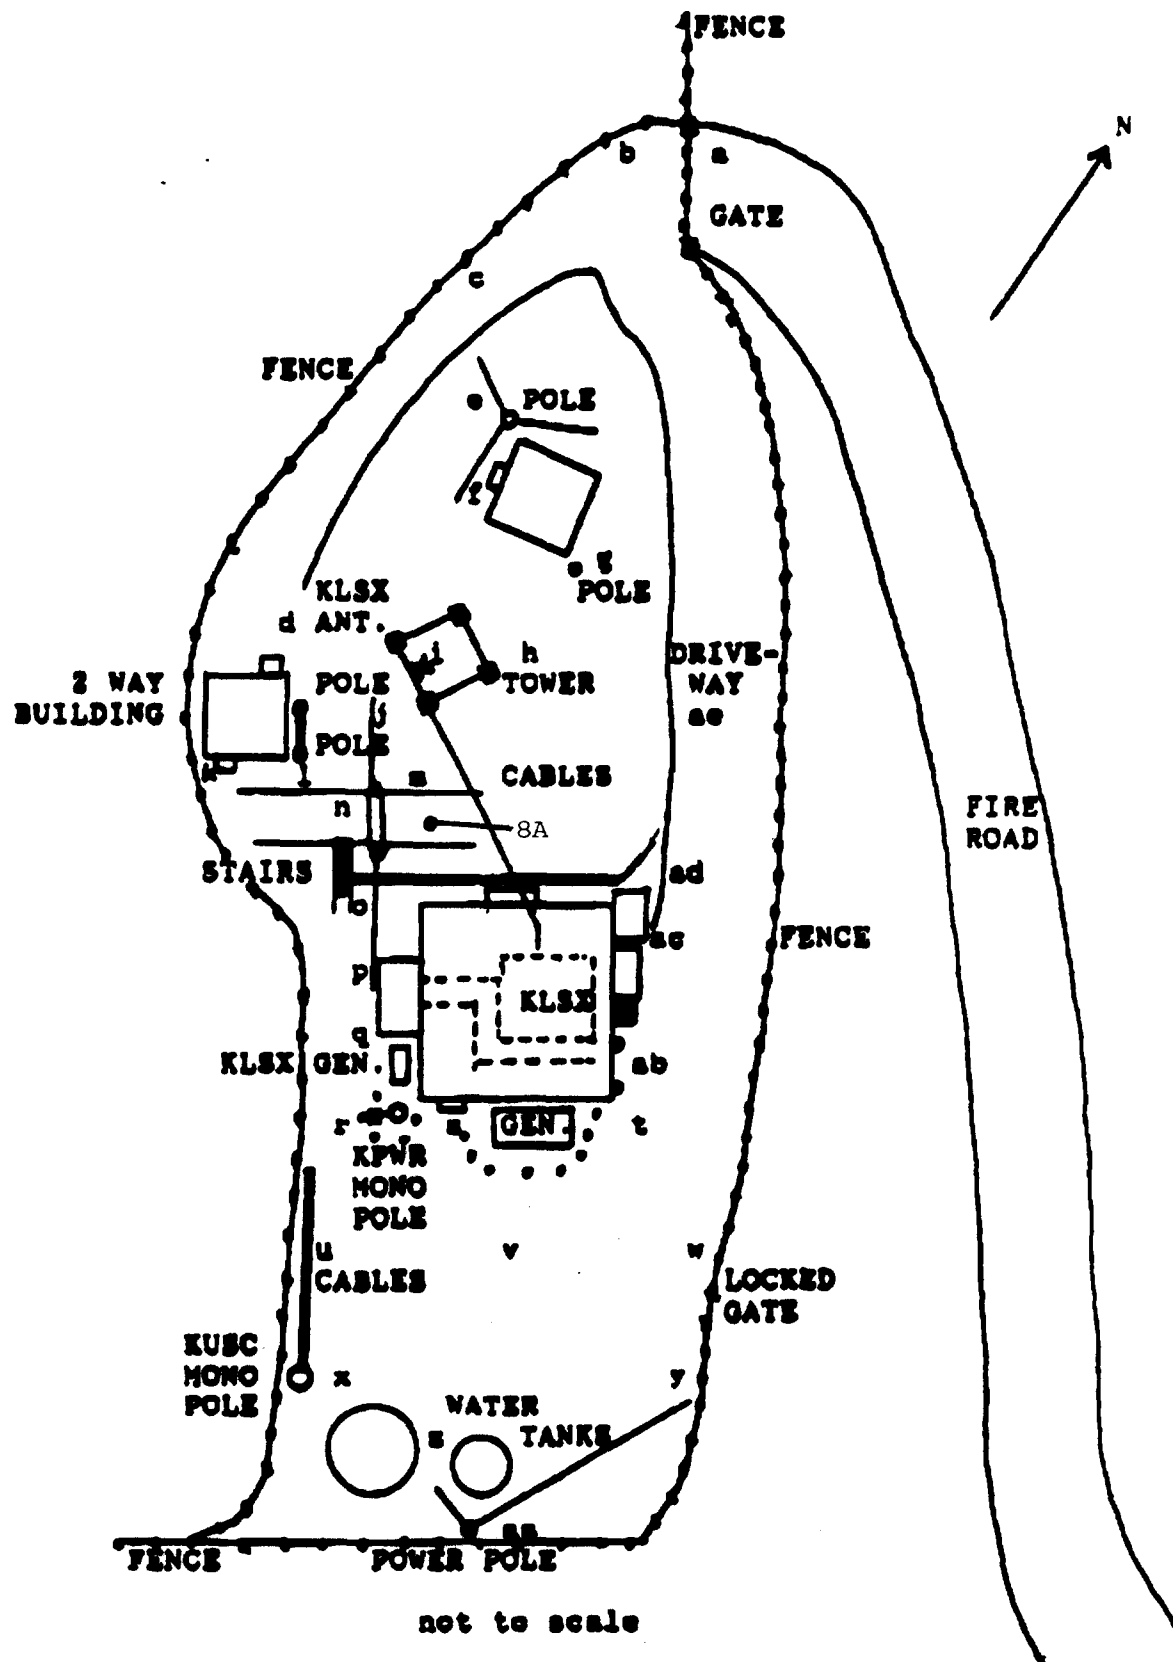 FENCE
N
b
a
GATE
c
FENCE
e
POLE
f
g
POLE
KLSX
d ANT.
i
h
TOWER
DRIVE-
WAY
ae
2 WAY
BUILDING
POLE
j
POLE
k
m
CABLES
n
8A
FIRE
ROAD
STAIRS
ad
o
ac
FENCE
p
KLSX
q
KLSX GEN.
ab
r
s
GEN.
t
KPWR
MONO
POLE
u
CABLES
v
w
LOCKED
GATE
KUSC
MONO
POLE
x
y
WATER
TANKS
z
aa
FENCE
POWER POLE
not to scale